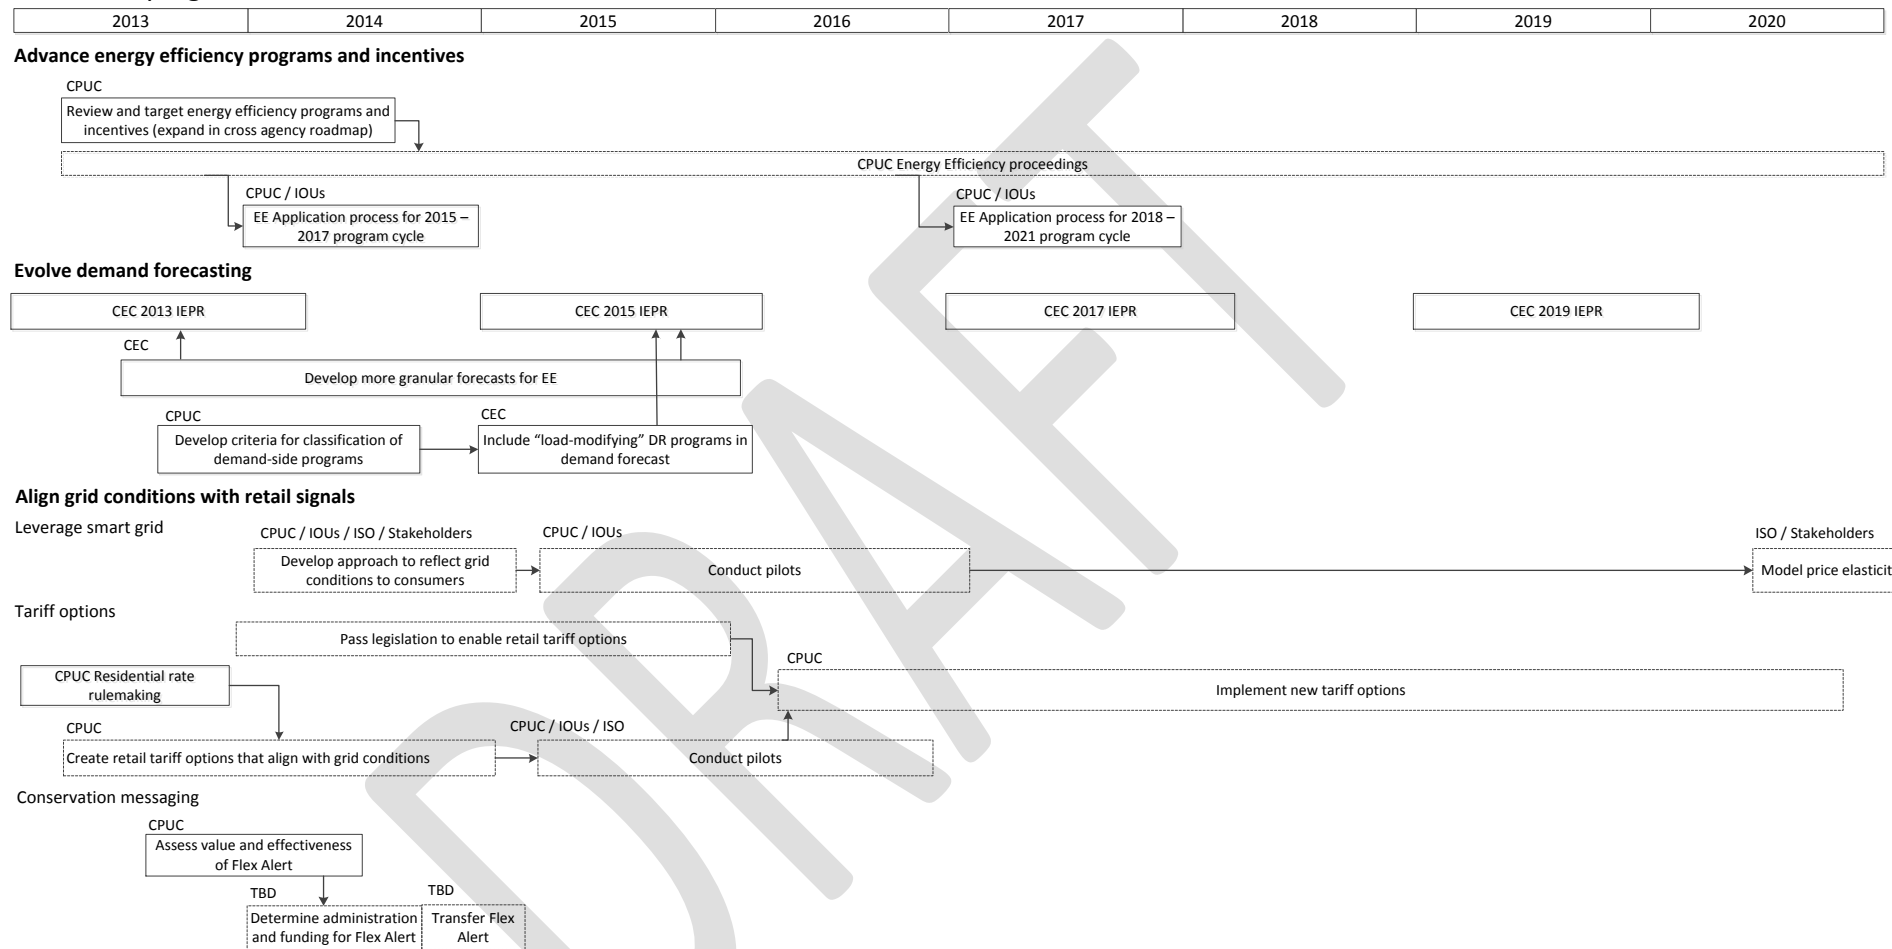 2013 2014 2015 2016 2017 2018 2019 2020
Advance energy efficiency programs and incentives
CPUC
Review and target energy efficiency programs and
incentives (expand in cross agency roadmap)
CPUC Energy Efficiency proceedings
CPUC / IOUs
EE Application process for 2015 –
2017 program cycle
CPUC / IOUs
EE Application process for 2018 –
2021 program cycle
Evolve demand forecasting
CEC 2013 IEPR
CEC 2015 IEPR
CEC 2017 IEPR
CEC 2019 IEPR
CEC
Develop more granular forecasts for EE
CPUC
Develop criteria for classification of
demand-side programs
CEC
Include “load-modifying” DR programs in
demand forecast
Align grid conditions with retail signals
Leverage smart grid
CPUC / IOUs / ISO / Stakeholders
Develop approach to reflect grid
conditions to consumers
CPUC / IOUs
Conduct pilots
ISO / Stakeholders
Model price elasticit
Tariff options
Pass legislation to enable retail tariff options
CPUC Residential rate
rulemaking
CPUC
Implement new tariff options
CPUC
Create retail tariff options that align with grid conditions
CPUC / IOUs / ISO
Conduct pilots
Conservation messaging
CPUC
Assess value and effectiveness
of Flex Alert
TBD
Determine administration
and funding for Flex Alert
TBD
Transfer Flex
Alert
DRAFT